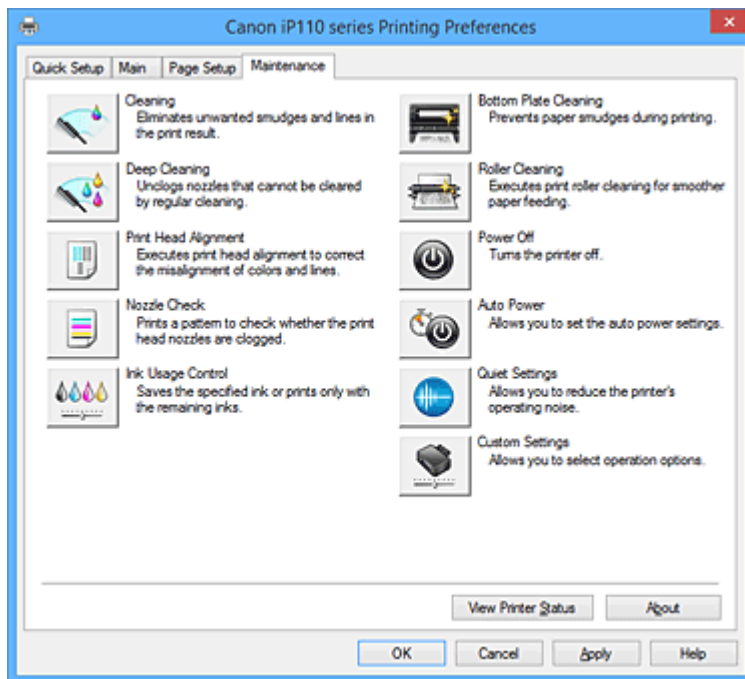 Canon iP110 series Printing Preferences
Quick Setup Main Page Setup Maintenance
Cleaning
Eliminates unwanted smudges and lines in
the print result.
Deep Cleaning
Unclogs nozzles that cannot be cleared
by regular cleaning.
Print Head Alignment
Executes print head alignment to correct
the misalignment of colors and lines.
Nozzle Check
Prints a pattern to check whether the print
head nozzles are clogged.
Ink Usage Control
Saves the specified ink or prints only with
the remaining inks.
Bottom Plate Cleaning
Prevents paper smudges during printing.
Roller Cleaning
Executes print roller cleaning for smoother
paper feeding.
Power Off
Turns the printer off.
Auto Power
Allows you to set the auto power settings.
Quiet Settings
Allows you to reduce the printer's
operating noise.
Custom Settings
Allows you to select operation options.
View Printer Status About
OK Cancel Apply Help